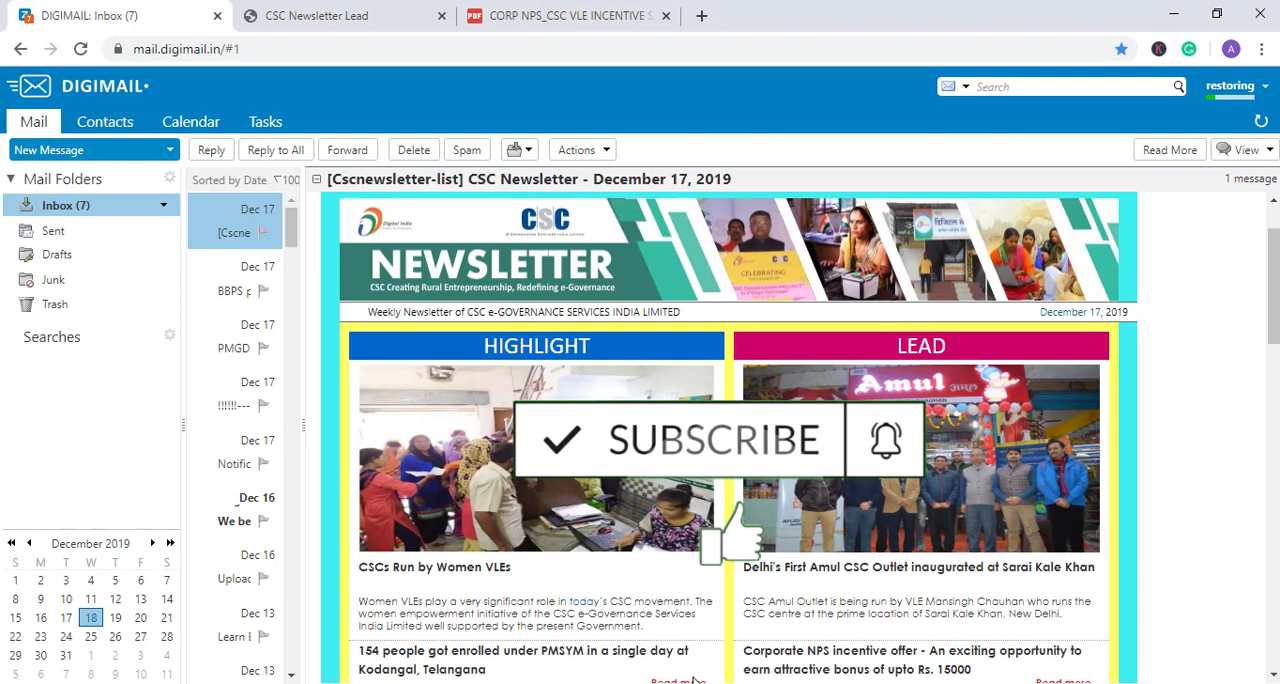 DIGIMAIL: Inbox (7)
CSC Newsletter Lead
PDF CORP NPS_CSC VLE INCENTIVE S
mail.digimail.in/#1
K
G
A
DIGIMAIL
Search
restoring
Mail Contacts Calendar Tasks
New Message Reply Reply to All Forward Delete Spam Actions Read More View
Mail Folders
Inbox (7)
Sent
Drafts
Junk
Trash
Searches
Sorted by Date 100
Dec 17
[Cscne
Dec 17
BBPS p
Dec 17
PMGD
Dec 17
!!!!!!---
Dec 17
Notific
Dec 16
We be
Dec 16
Upload
Dec 13
Learn E
Dec 13
[Cscnewsletter-list] CSC Newsletter - December 17, 2019
1 message
Digital India
CSC
NEWSLETTER
CSC Creating Rural Entrepreneurship, Redefining e-Governance
CELEBRATING
Weekly Newsletter of CSC e-GOVERNANCE SERVICES INDIA LIMITED
December 17, 2019
HIGHLIGHT
LEAD
Amul अमूल
SUBSCRIBE
CSCs Run by Women VLEs
Women VLEs play a very significant role in today's CSC movement. The
women empowerment initiative of the CSC e-Governance Services
India Limited well supported by the present Government.
154 people got enrolled under PMSYM in a single day at
Kodangal, Telangana
Read more
Delhi's First Amul CSC Outlet inaugurated at Sarai Kale Khan
CSC Amul Outlet is being run by VLE Mansingh Chauhan who runs the
CSC centre at the prime location of Sarai Kale Khan, New Delhi.
Corporate NPS incentive offer - An exciting opportunity to
earn attractive bonus of upto Rs. 15000
Read more
December 2019
S M T W T F S
1 2 3 4 5 6 7
8 9 10 11 12 13 14
15 16 17 18 19 20 21
22 23 24 25 26 27 28
29 30 31 1 2 3 4
5 6 7 8 9 10 11